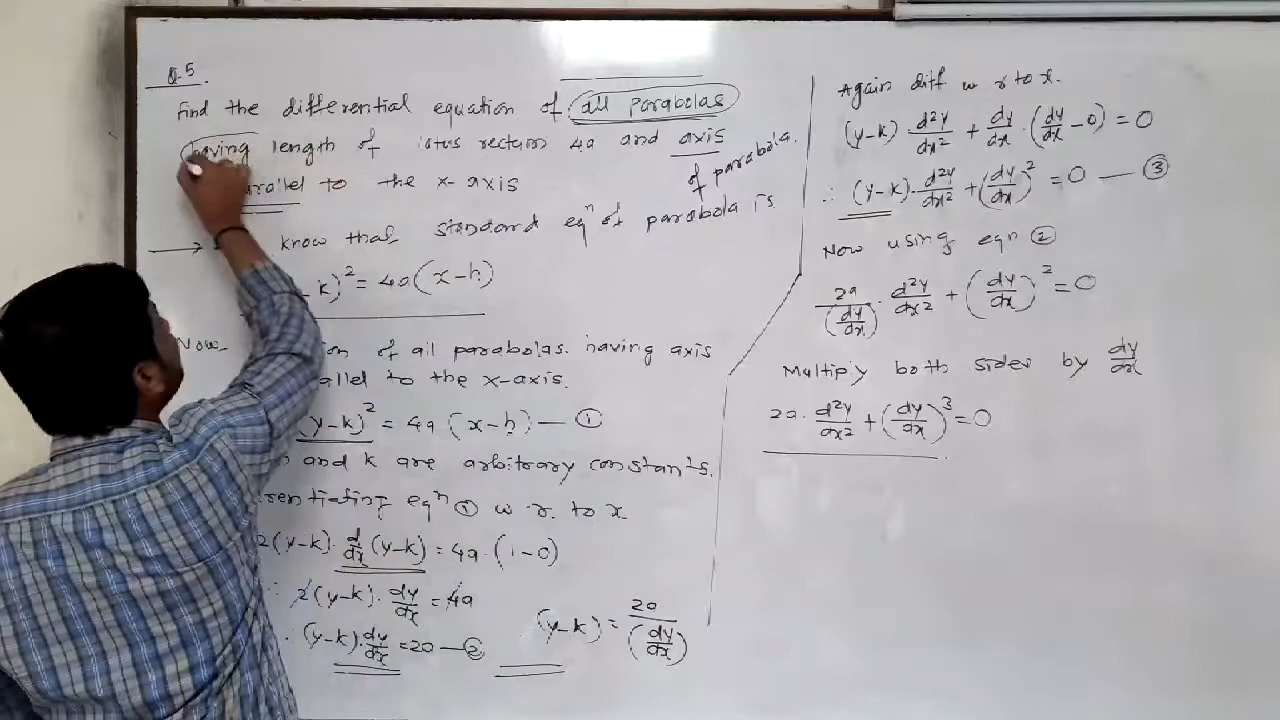 Q.5
Find the differential equation of all parabolas
having length of latus rectum 4a and axis
of parabola.
parallel to the x-axis
know that standard eqⁿ of parabola is
k)² = 4a(x-h)
Now of all parabolas having axis
to the x-axis.
(y-k)² = 4a (x-h) — ①
and k are arbitrary constants.
eqⁿ ① w.r. to x.
2(y-k). d/dx (y-k) = 4a.(1-0)
∴ 2(y-k). dy/dx = 4a
(y-k). dy/dx = 2a — ②
(y-k) = 2a/(dy/dx)
Again diff w r to x.
(y-k) . d²y/dx² + dy/dx . (dy/dx - 0) = 0
∴ (y-k). d²y/dx² + (dy/dx)² = 0 — ③
Now using eqn ②
2a/(dy/dx) . d²y/dx² + (dy/dx)² = 0
Multiply both sides by dy/dx
2a. d²y/dx² + (dy/dx)³ = 0